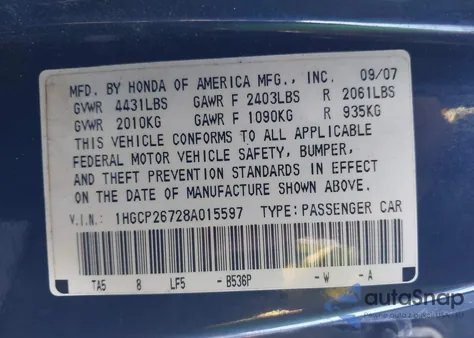 MFD. BY HONDA OF AMERICA MFG., INC. 09/07
GVWR 4431LBS GAWR F 2403LBS R 2061LBS
GVWR 2010KG GAWR F 1090KG R 935KG
THIS VEHICLE CONFORMS TO ALL APPLICABLE
FEDERAL MOTOR VEHICLE SAFETY, BUMPER,
AND THEFT PREVENTION STANDARDS IN EFFECT
ON THE DATE OF MANUFACTURE SHOWN ABOVE.
V.I.N.: 1HGCP26728A015597 TYPE: PASSENGER CAR
TA5 8 LF5 -B536P -W -A
autoSnap